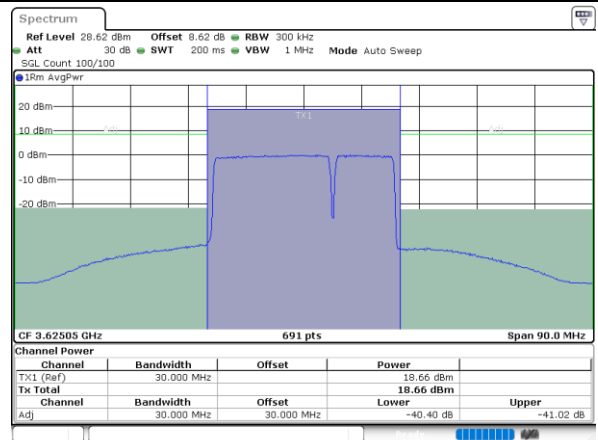 Spectrum
Ref Level 28.62 dBm Offset 8.62 dB RBW 300 kHz
Att 30 dB SWT 200 ms VBW 1 MHz Mode Auto Sweep
SGL Count 100/100
1Rm AvgPwr
20 dBm
TX1
10 dBm
Adj
Adj
0 dBm
-10 dBm
-20 dBm
CF 3.62505 GHz 691 pts Span 90.0 MHz
Channel Power
Channel Bandwidth Offset Power
TX1 (Ref) 30.000 MHz 18.66 dBm
Tx Total 18.66 dBm
Channel Bandwidth Offset Lower Upper
Adj 30.000 MHz 30.000 MHz -40.40 dB -41.02 dB